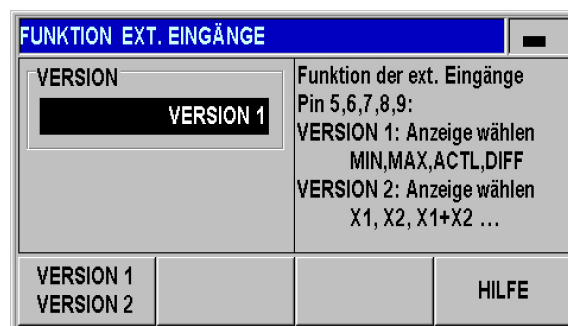 FUNKTION EXT. EINGÄNGE
VERSION
VERSION 1
Funktion der ext. Eingänge
Pin 5,6,7,8,9:
VERSION 1: Anzeige wählen
MIN,MAX,ACTL,DIFF
VERSION 2: Anzeige wählen
X1, X2, X1+X2 ...
VERSION 1
VERSION 2
HILFE